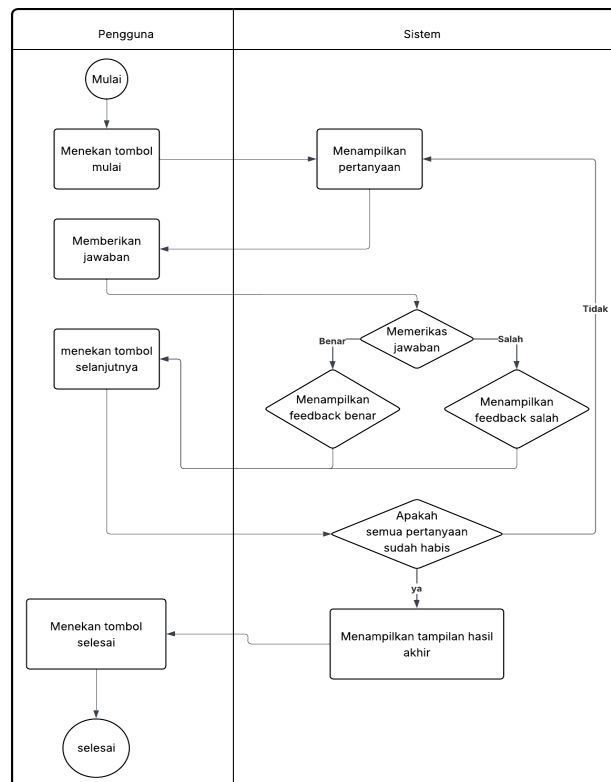 Pengguna
Sistem
Mulai
Menekan tombol
mulai
Menampilkan
pertanyaan
Memberikan
jawaban
Tidak
Memerikas
jawaban
Benar
Salah
menekan tombol
selanjutnya
Menampilkan
feedback benar
Menampilkan
feedback salah
Apakah
semua pertanyaan
sudah habis
ya
Menekan tombol
selesai
Menampilkan tampilan hasil
akhir
selesai